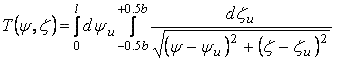 T(ψ,ζ) = ∫_0^l dψ_u ∫_{-0.5b}^{+0.5b} dζ_u / √((ψ - ψ_u)^2 + (ζ - ζ_u)^2)